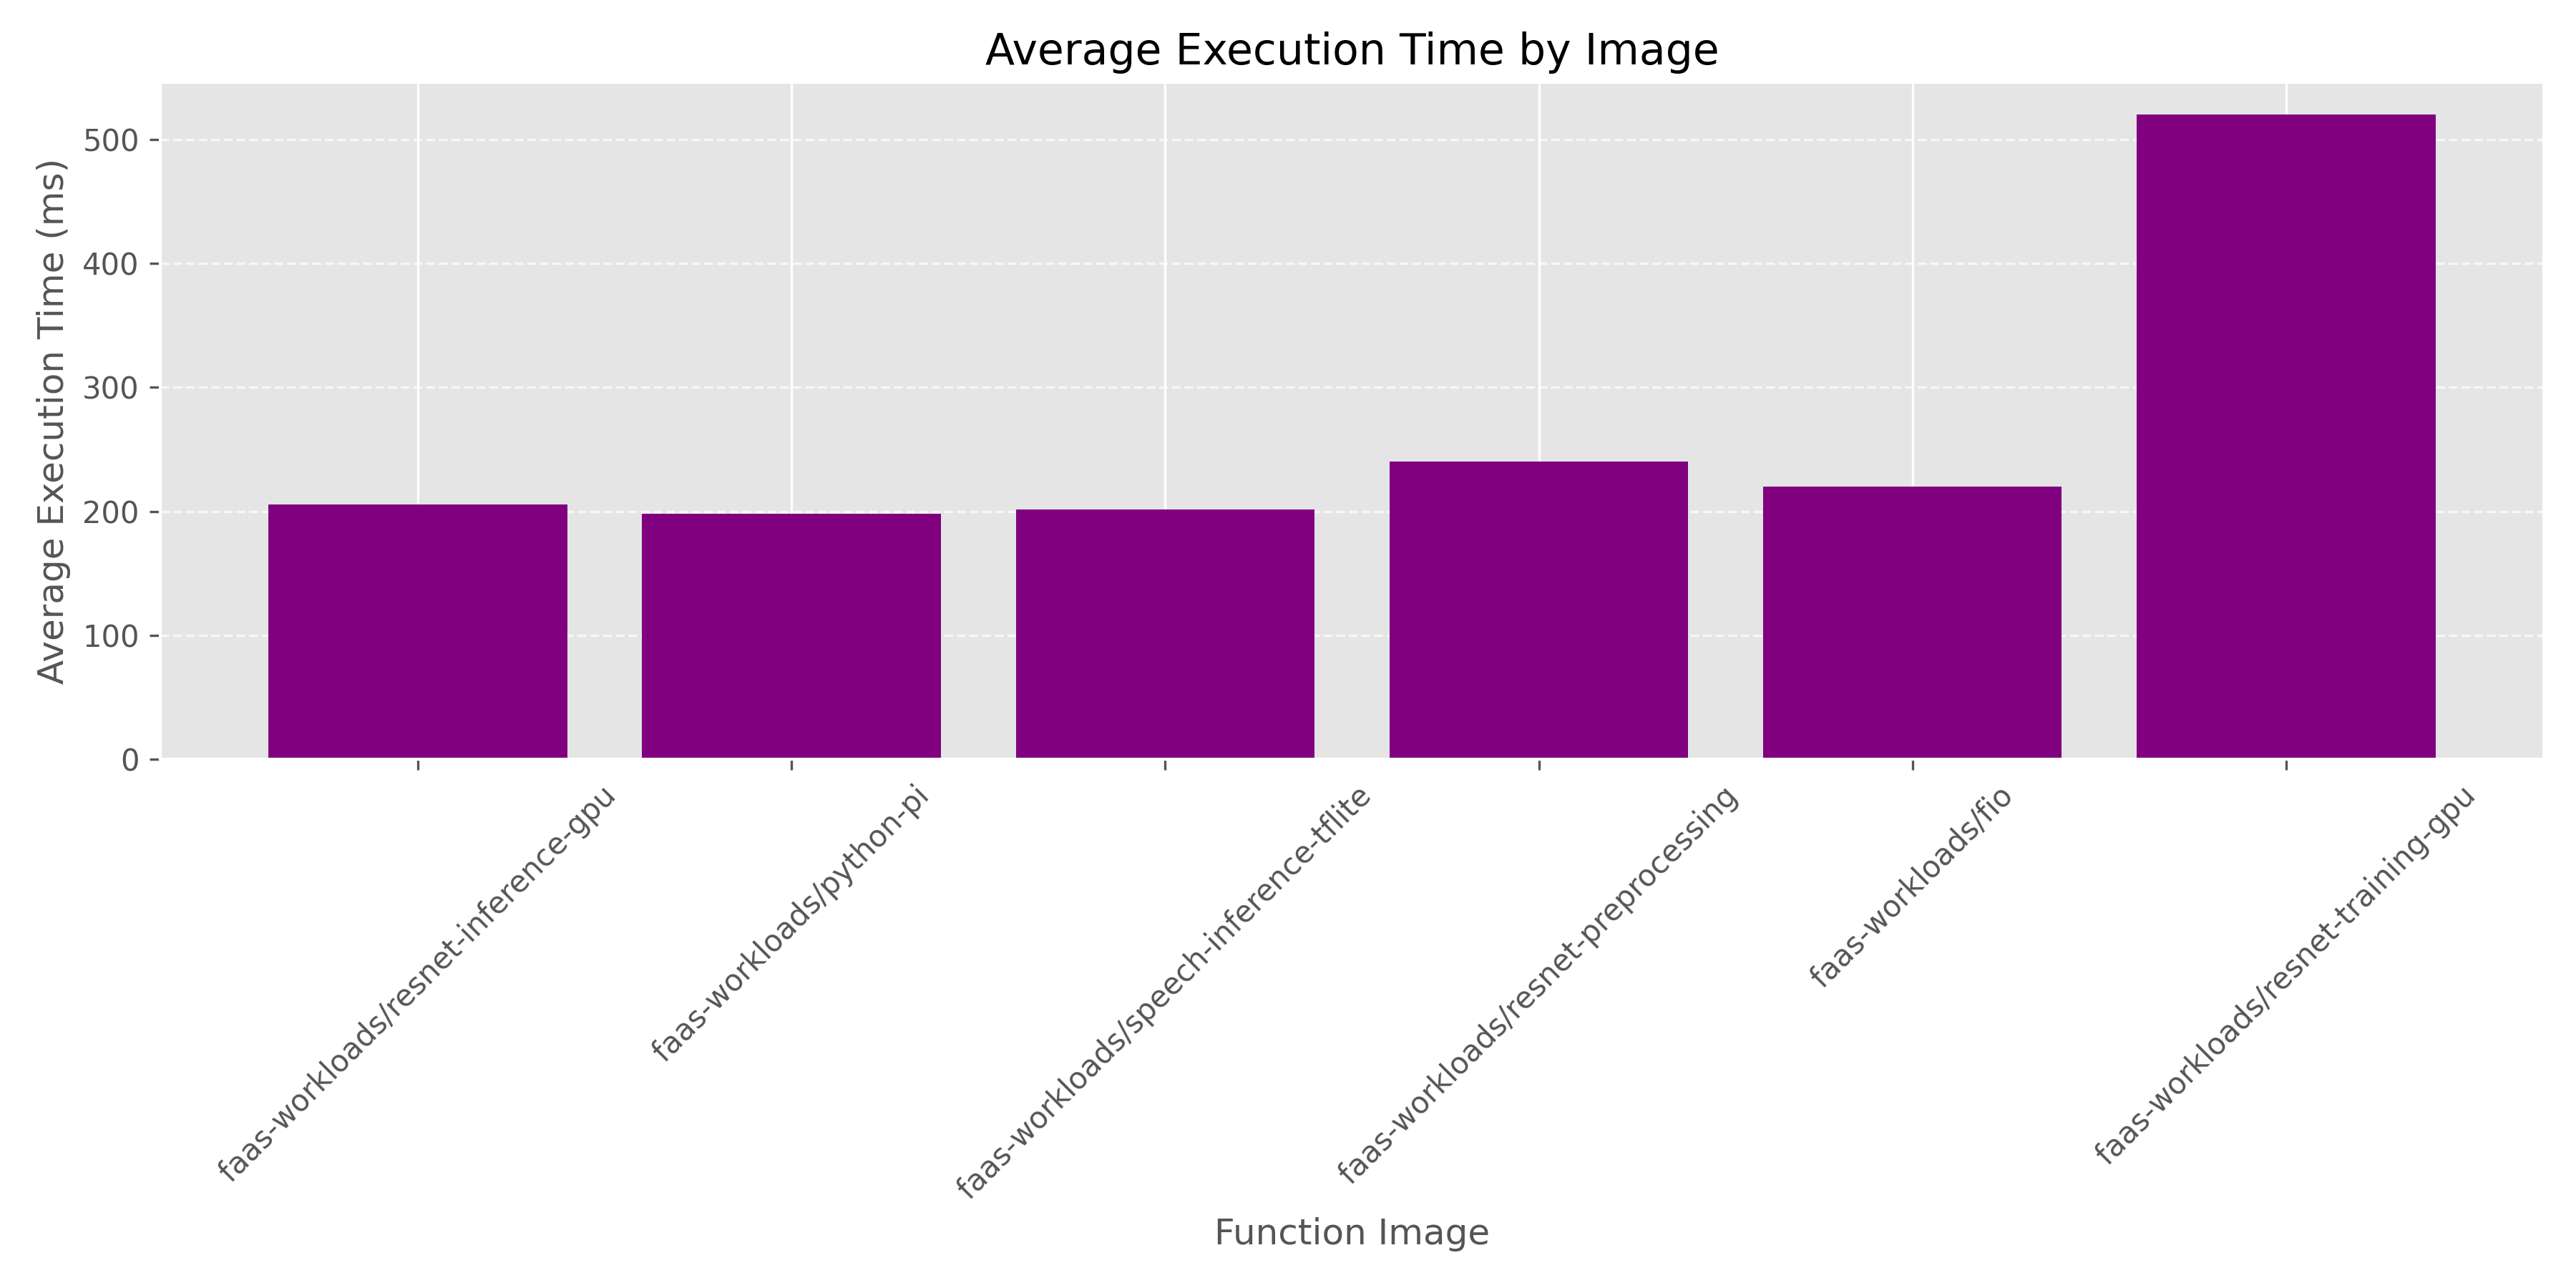 Average Execution Time by Image
Average Execution Time (ms)
500
400
300
200
100
0
faas-workloads/resnet-inference-gpu
faas-workloads/python-pi
faas-workloads/speech-inference-tflite
faas-workloads/resnet-preprocessing
faas-workloads/fio
faas-workloads/resnet-training-gpu
Function Image